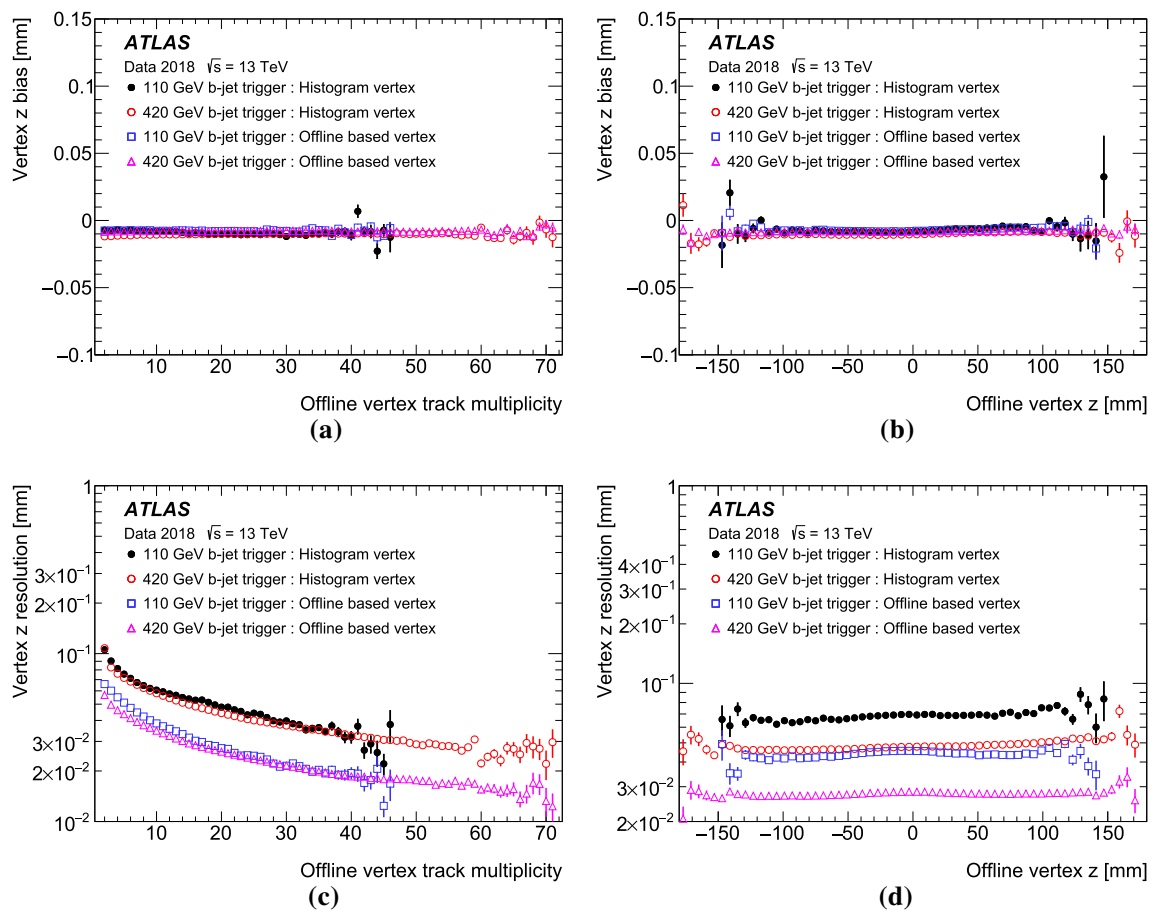 Vertex z bias [mm]
0.15
0.1
0.05
0
−0.05
−0.1
ATLAS
Data 2018 √s = 13 TeV
110 GeV b-jet trigger : Histogram vertex
420 GeV b-jet trigger : Histogram vertex
110 GeV b-jet trigger : Offline based vertex
420 GeV b-jet trigger : Offline based vertex
10 20 30 40 50 60 70
Offline vertex track multiplicity
(a)
Vertex z bias [mm]
0.15
0.1
0.05
0
−0.05
−0.1
ATLAS
Data 2018 √s = 13 TeV
110 GeV b-jet trigger : Histogram vertex
420 GeV b-jet trigger : Histogram vertex
110 GeV b-jet trigger : Offline based vertex
420 GeV b-jet trigger : Offline based vertex
−150 −100 −50 0 50 100 150
Offline vertex z [mm]
(b)
Vertex z resolution [mm]
1
3×10⁻¹
2×10⁻¹
10⁻¹
3×10⁻²
2×10⁻²
10⁻²
ATLAS
Data 2018 √s = 13 TeV
110 GeV b-jet trigger : Histogram vertex
420 GeV b-jet trigger : Histogram vertex
110 GeV b-jet trigger : Offline based vertex
420 GeV b-jet trigger : Offline based vertex
10 20 30 40 50 60 70
Offline vertex track multiplicity
(c)
Vertex z resolution [mm]
1
4×10⁻¹
3×10⁻¹
2×10⁻¹
10⁻¹
3×10⁻²
2×10⁻²
ATLAS
Data 2018 √s = 13 TeV
110 GeV b-jet trigger : Histogram vertex
420 GeV b-jet trigger : Histogram vertex
110 GeV b-jet trigger : Offline based vertex
420 GeV b-jet trigger : Offline based vertex
−150 −100 −50 0 50 100 150
Offline vertex z [mm]
(d)